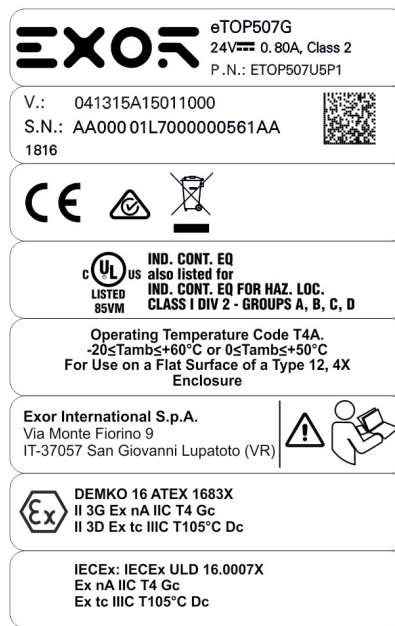 EXOR
eTOP507G
24V 0.80A, Class 2
P.N.: ETOP507U5P1
V.: 041315A15011000
S.N.: AA000 01L7000000561AA
1816
CE
C UL US
LISTED
85VM
IND. CONT. EQ
also listed for
IND. CONT. EQ FOR HAZ. LOC.
CLASS I DIV 2 - GROUPS A, B, C, D
Operating Temperature Code T4A.
-20≤Tamb≤+60°C or 0≤Tamb≤+50°C
For Use on a Flat Surface of a Type 12, 4X
Enclosure
Exor International S.p.A.
Via Monte Fiorino 9
IT-37057 San Giovanni Lupatoto (VR)
Ex
DEMKO 16 ATEX 1683X
II 3G Ex nA IIC T4 Gc
II 3D Ex tc IIIC T105°C Dc
IECEx: IECEx ULD 16.0007X
Ex nA IIC T4 Gc
Ex tc IIIC T105°C Dc